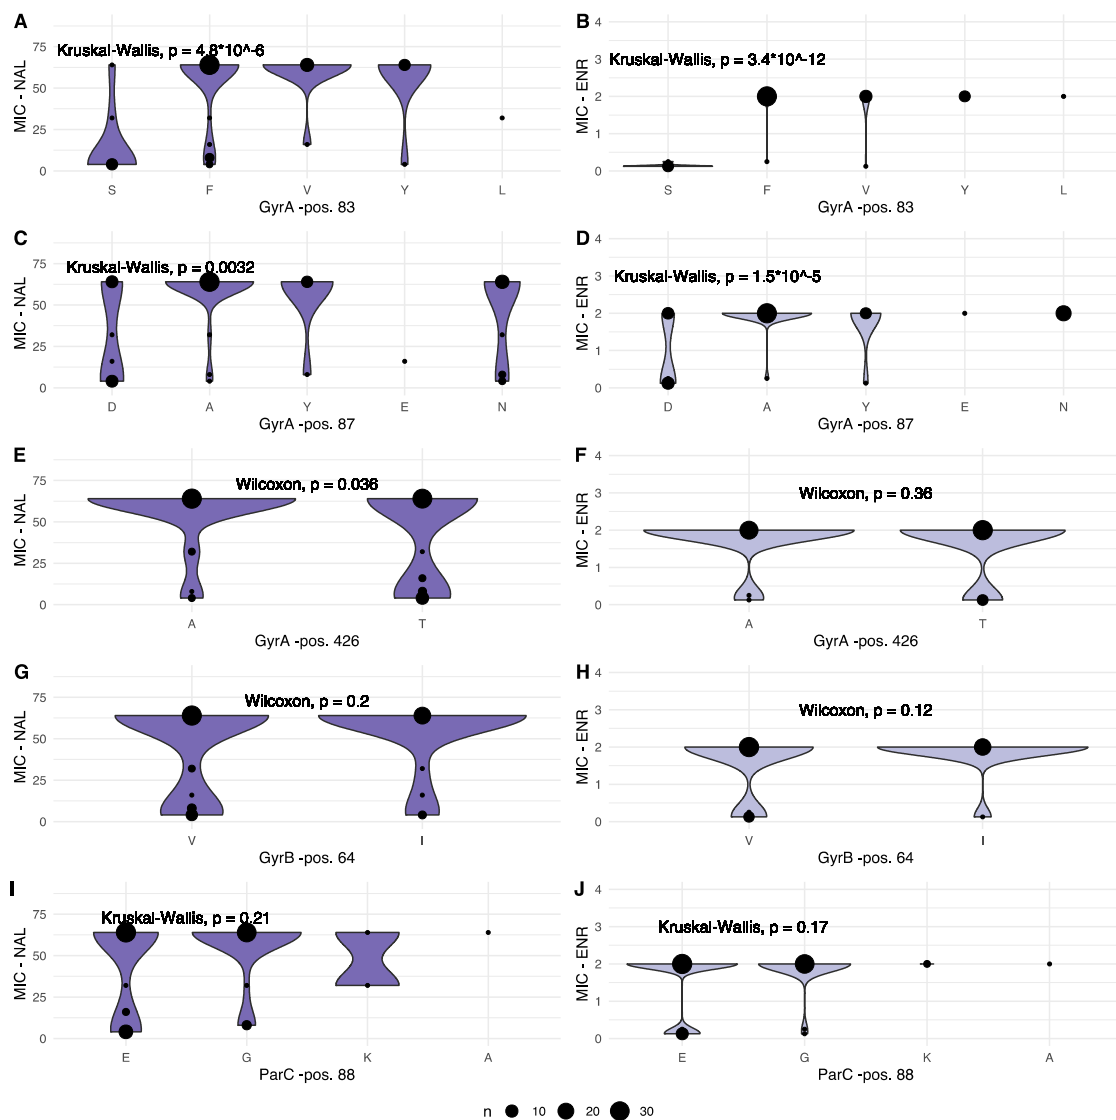 A
MIC - NAL
75
50
25
0
Kruskal-Wallis, p = 4.8*10^-6
S F V Y L
GyrA -pos. 83
B
MIC - ENR
4
3
2
1
0
Kruskal-Wallis, p = 3.4*10^-12
S F V Y L
GyrA -pos. 83
C
MIC - NAL
75
50
25
0
Kruskal-Wallis, p = 0.0032
D A Y E N
GyrA -pos. 87
D
MIC - ENR
4
3
2
1
0
Kruskal-Wallis, p = 1.5*10^-5
D A Y E N
GyrA -pos. 87
E
MIC - NAL
75
50
25
0
Wilcoxon, p = 0.036
A T
GyrA -pos. 426
F
MIC - ENR
4
3
2
1
0
Wilcoxon, p = 0.36
A T
GyrA -pos. 426
G
MIC - NAL
75
50
25
0
Wilcoxon, p = 0.2
V I
GyrB -pos. 64
H
MIC - ENR
4
3
2
1
0
Wilcoxon, p = 0.12
V I
GyrB -pos. 64
I
MIC - NAL
75
50
25
0
Kruskal-Wallis, p = 0.21
E G K A
ParC -pos. 88
J
MIC - ENR
4
3
2
1
0
Kruskal-Wallis, p = 0.17
E G K A
ParC -pos. 88
n 10 20 30